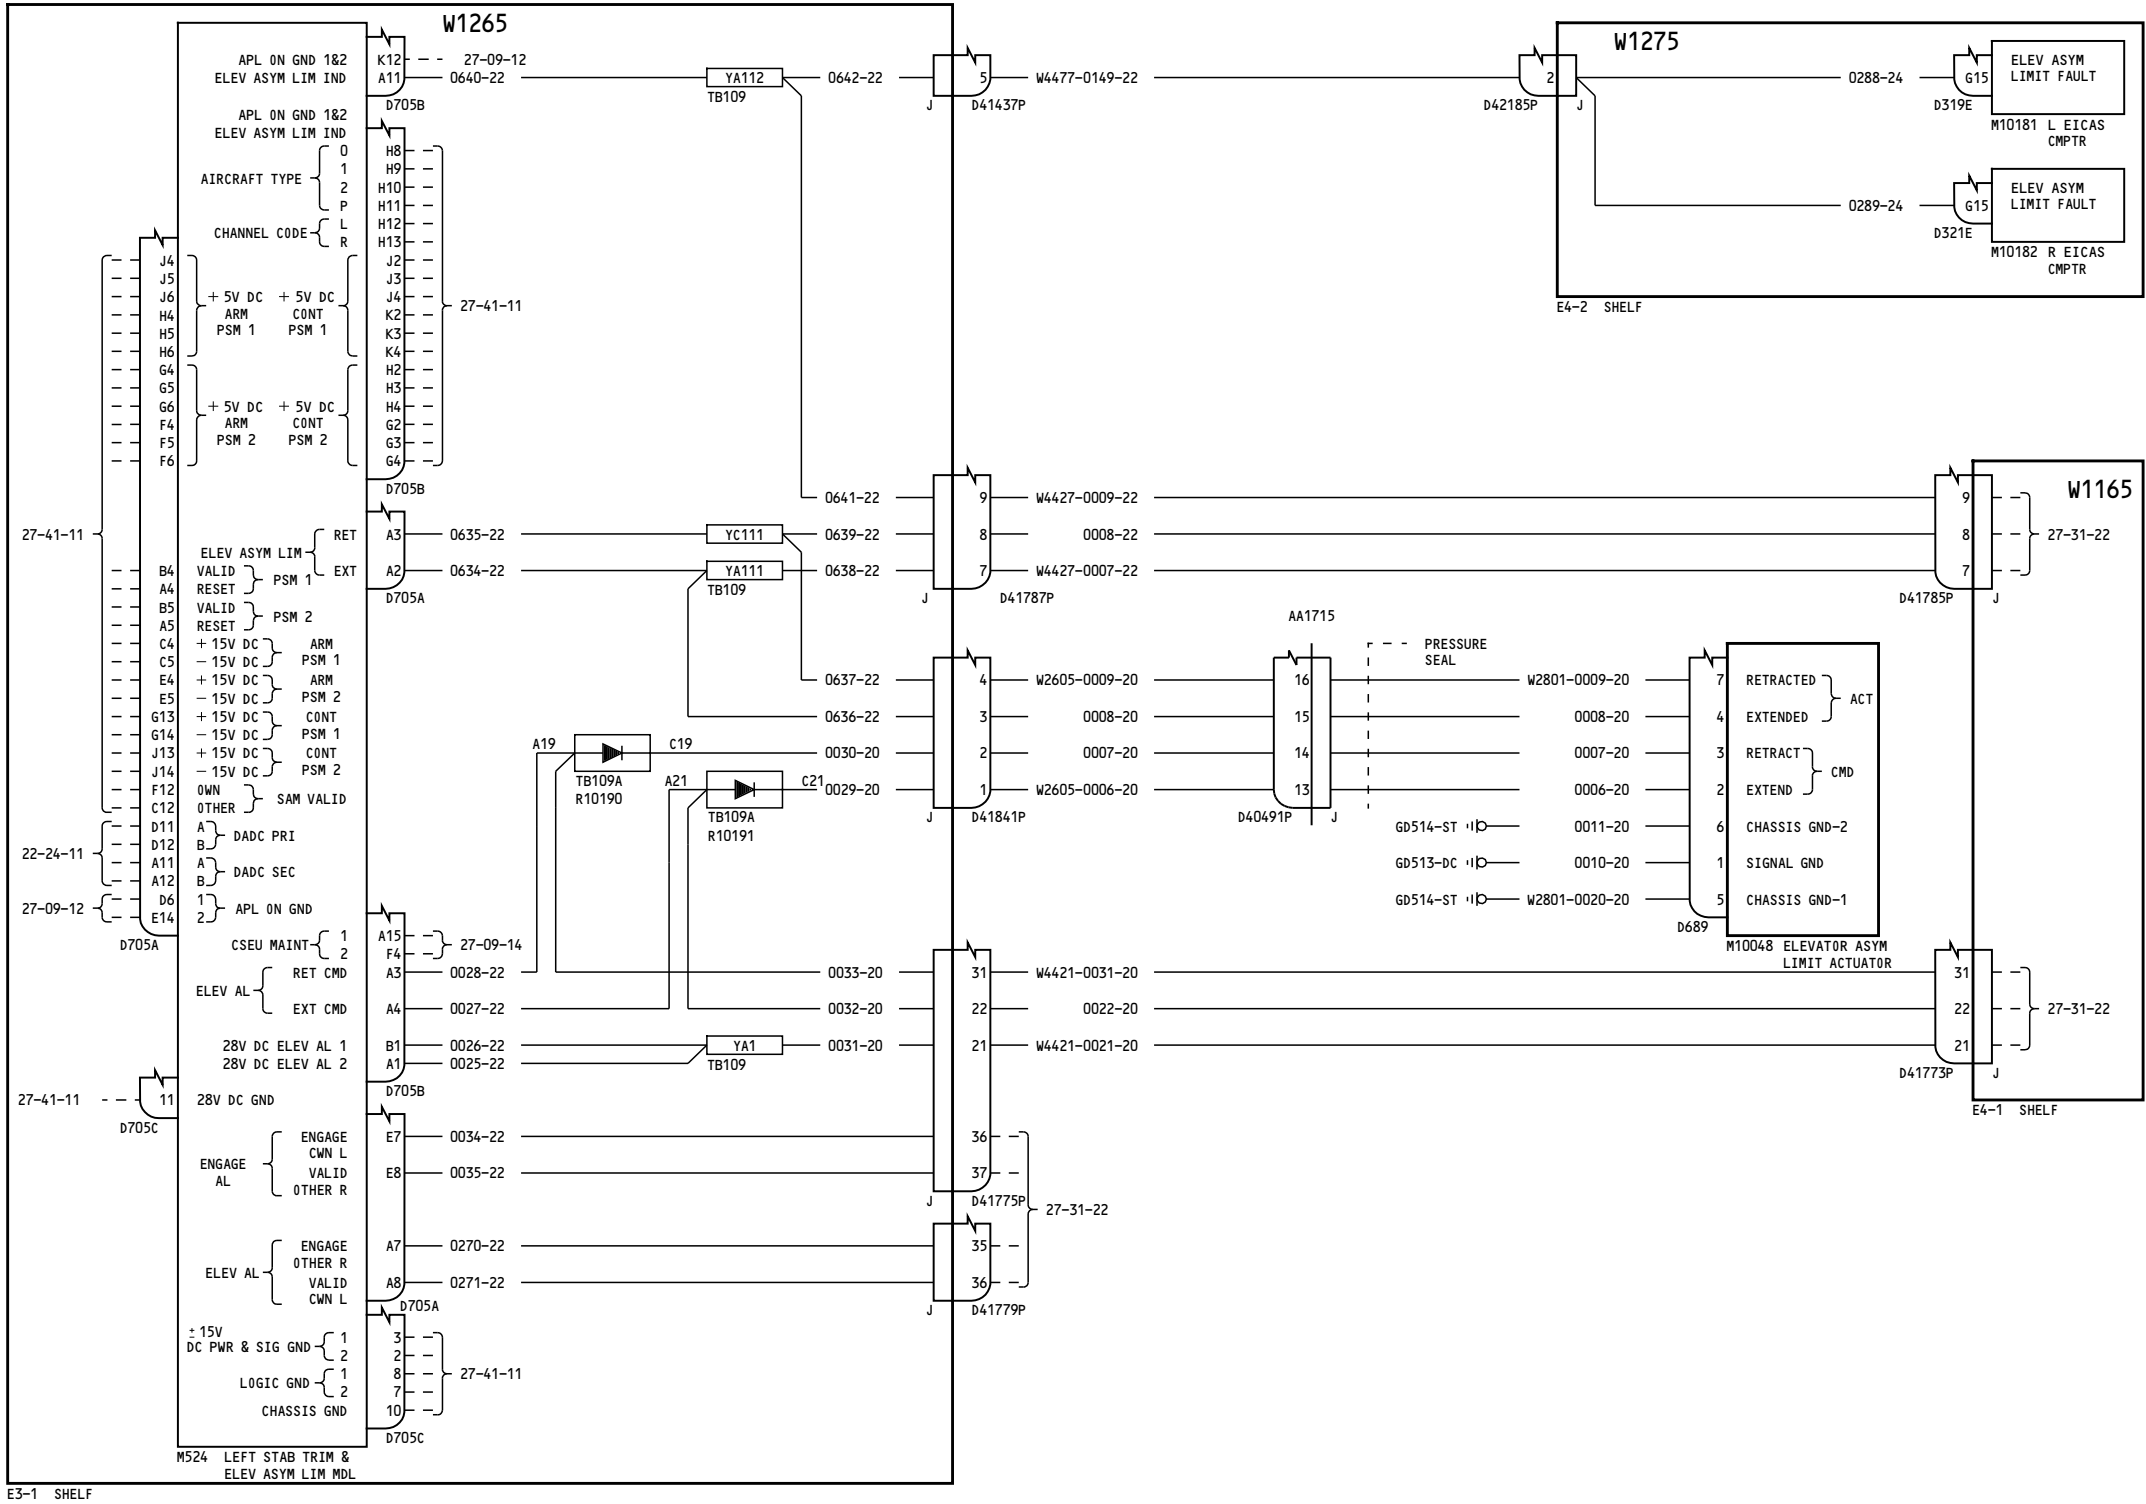 W1265
APL ON GND 1&2 K12 27-09-12
ELEV ASYM LIM IND A11 0640-22 YA112 0642-22 5 W4477-0149-22
TB109
D705B
J D41437P
APL ON GND 1&2
ELEV ASYM LIM IND
AIRCRAFT TYPE
0 H8
1 H9
2 H10
P H11
CHANNEL CODE
L H12
R H13
J2
J3
J4
K2
K3
K4
H2
H3
H4
G2
G3
G4
27-41-11
D705B
J4
J5
J6
H4
H5
H6
+ 5V DC + 5V DC
ARM CONT
PSM 1 PSM 1
G4
G5
G6
F4
F5
F6
+ 5V DC + 5V DC
ARM CONT
PSM 2 PSM 2
27-41-11
ELEV ASYM LIM
RET A3 0635-22 YC111 0639-22 8 0008-22 8
EXT A2 0634-22 YA111 0638-22 7 W4427-0007-22 7
TB109
D705A
0641-22 9 W4427-0009-22 9
J D41787P
D41785P J
27-31-22
B4 VALID
A4 RESET
PSM 1
B5 VALID
A5 RESET
PSM 2
C4 + 15V DC
C5 - 15V DC
ARM
PSM 1
E4 + 15V DC
E5 - 15V DC
ARM
PSM 2
G13 + 15V DC
G14 - 15V DC
CONT
PSM 1
J13 + 15V DC
J14 - 15V DC
CONT
PSM 2
F12 OWN
C12 OTHER
SAM VALID
22-24-11
D11 A
D12 B
DADC PRI
A11 A
A12 B
DADC SEC
27-09-12
D6 1
E14 2
APL ON GND
D705A
CSEU MAINT
1 A15
2 F4
27-09-14
ELEV AL
RET CMD A3 0028-22
EXT CMD A4 0027-22
28V DC ELEV AL 1 B1 0026-22 YA1 0031-20 21 W4421-0021-20 21
28V DC ELEV AL 2 A1 0025-22
TB109
D705B
A19 C19
TB109A
R10190
A21 C21
TB109A
R10191
0637-22 4 W2605-0009-20 16 W2801-0009-20 7 RETRACTED
0636-22 3 0008-20 15 0008-20 4 EXTENDED
ACT
0030-20 2 0007-20 14 0007-20 3 RETRACT
0029-20 1 W2605-0006-20 13 0006-20 2 EXTEND
CMD
J D41841P
AA1715
D40491P J
PRESSURE
SEAL
GD514-ST 0011-20 6 CHASSIS GND-2
GD513-DC 0010-20 1 SIGNAL GND
GD514-ST W2801-0020-20 5 CHASSIS GND-1
D689
M10048 ELEVATOR ASYM
LIMIT ACTUATOR
0033-20 31 W4421-0031-20 31
0032-20 22 0022-20 22
27-31-22
D41773P J
27-41-11 11 28V DC GND
D705C
ENGAGE
AL
ENGAGE
CWN L
E7 0034-22 36
VALID
OTHER R
E8 0035-22 37
J D41775P
27-31-22
ELEV AL
ENGAGE
OTHER R
A7 0270-22 35
VALID
CWN L
A8 0271-22 36
D705A
J D41779P
± 15V
DC PWR & SIG GND
1 3
2 2
LOGIC GND
1 8
2 7
CHASSIS GND 10
27-41-11
D705C
M524 LEFT STAB TRIM &
ELEV ASYM LIM MDL
E3-1 SHELF
W1275
D42185P 2 J
0288-24 G15
D319E
ELEV ASYM
LIMIT FAULT
M10181 L EICAS
CMPTR
0289-24 G15
D321E
ELEV ASYM
LIMIT FAULT
M10182 R EICAS
CMPTR
E4-2 SHELF
W1165
E4-1 SHELF